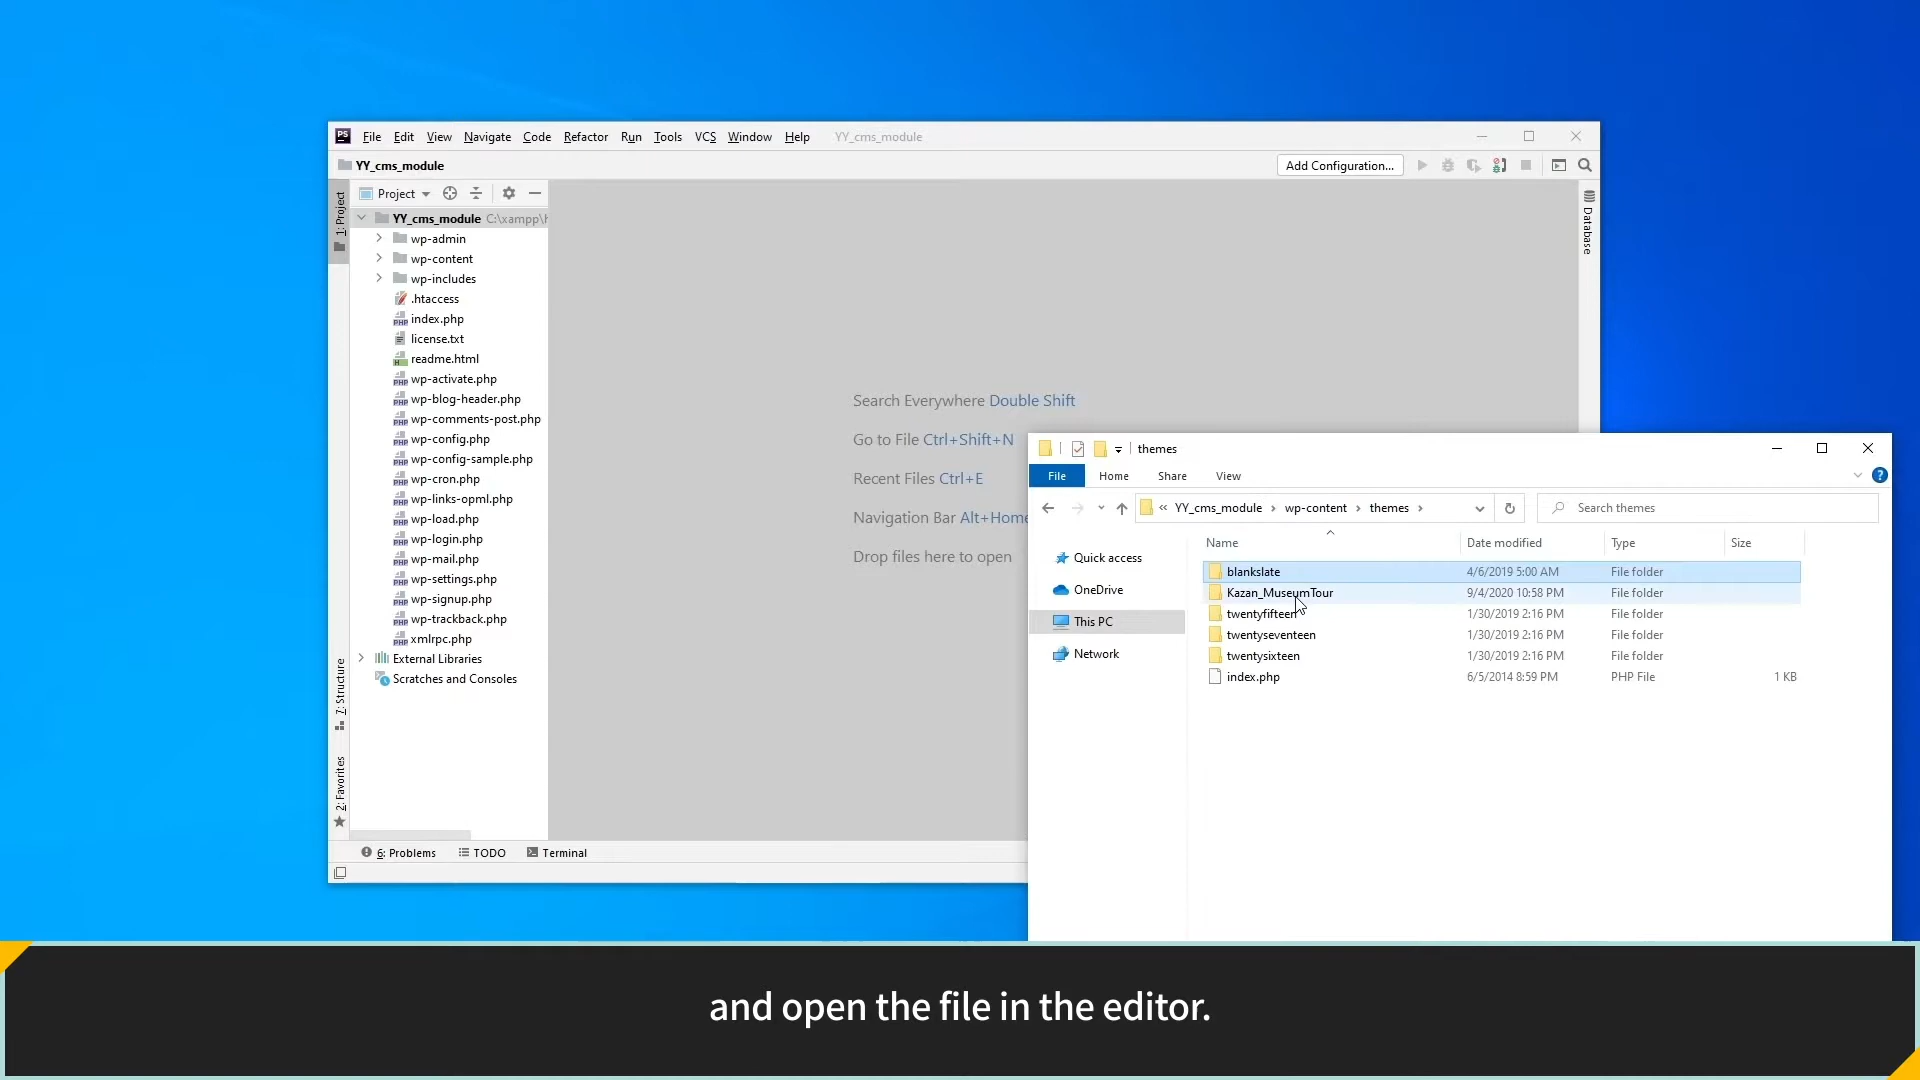 PS File Edit View Navigate Code Refactor Run Tools VCS Window Help YY_cms_module
YY_cms_module
Add Configuration...
1: Project
Project
YY_cms_module C:\xampp\h
wp-admin
wp-content
wp-includes
.htaccess
index.php
license.txt
readme.html
wp-activate.php
wp-blog-header.php
wp-comments-post.php
wp-config.php
wp-config-sample.php
wp-cron.php
wp-links-opml.php
wp-load.php
wp-login.php
wp-mail.php
wp-settings.php
wp-signup.php
wp-trackback.php
xmlrpc.php
External Libraries
Scratches and Consoles
7: Structure
2: Favorites
Database
Search Everywhere Double Shift
Go to File Ctrl+Shift+N
Recent Files Ctrl+E
Navigation Bar Alt+Home
Drop files here to open
6: Problems TODO Terminal
themes
File Home Share View
« YY_cms_module › wp-content › themes ›
Search themes
Quick access
OneDrive
This PC
Network
Name Date modified Type Size
blankslate 4/6/2019 5:00 AM File folder
Kazan_MuseumTour 9/4/2020 10:58 PM File folder
twentyfifteen 1/30/2019 2:16 PM File folder
twentyseventeen 1/30/2019 2:16 PM File folder
twentysixteen 1/30/2019 2:16 PM File folder
index.php 6/5/2014 8:59 PM PHP File 1 KB
and open the file in the editor.